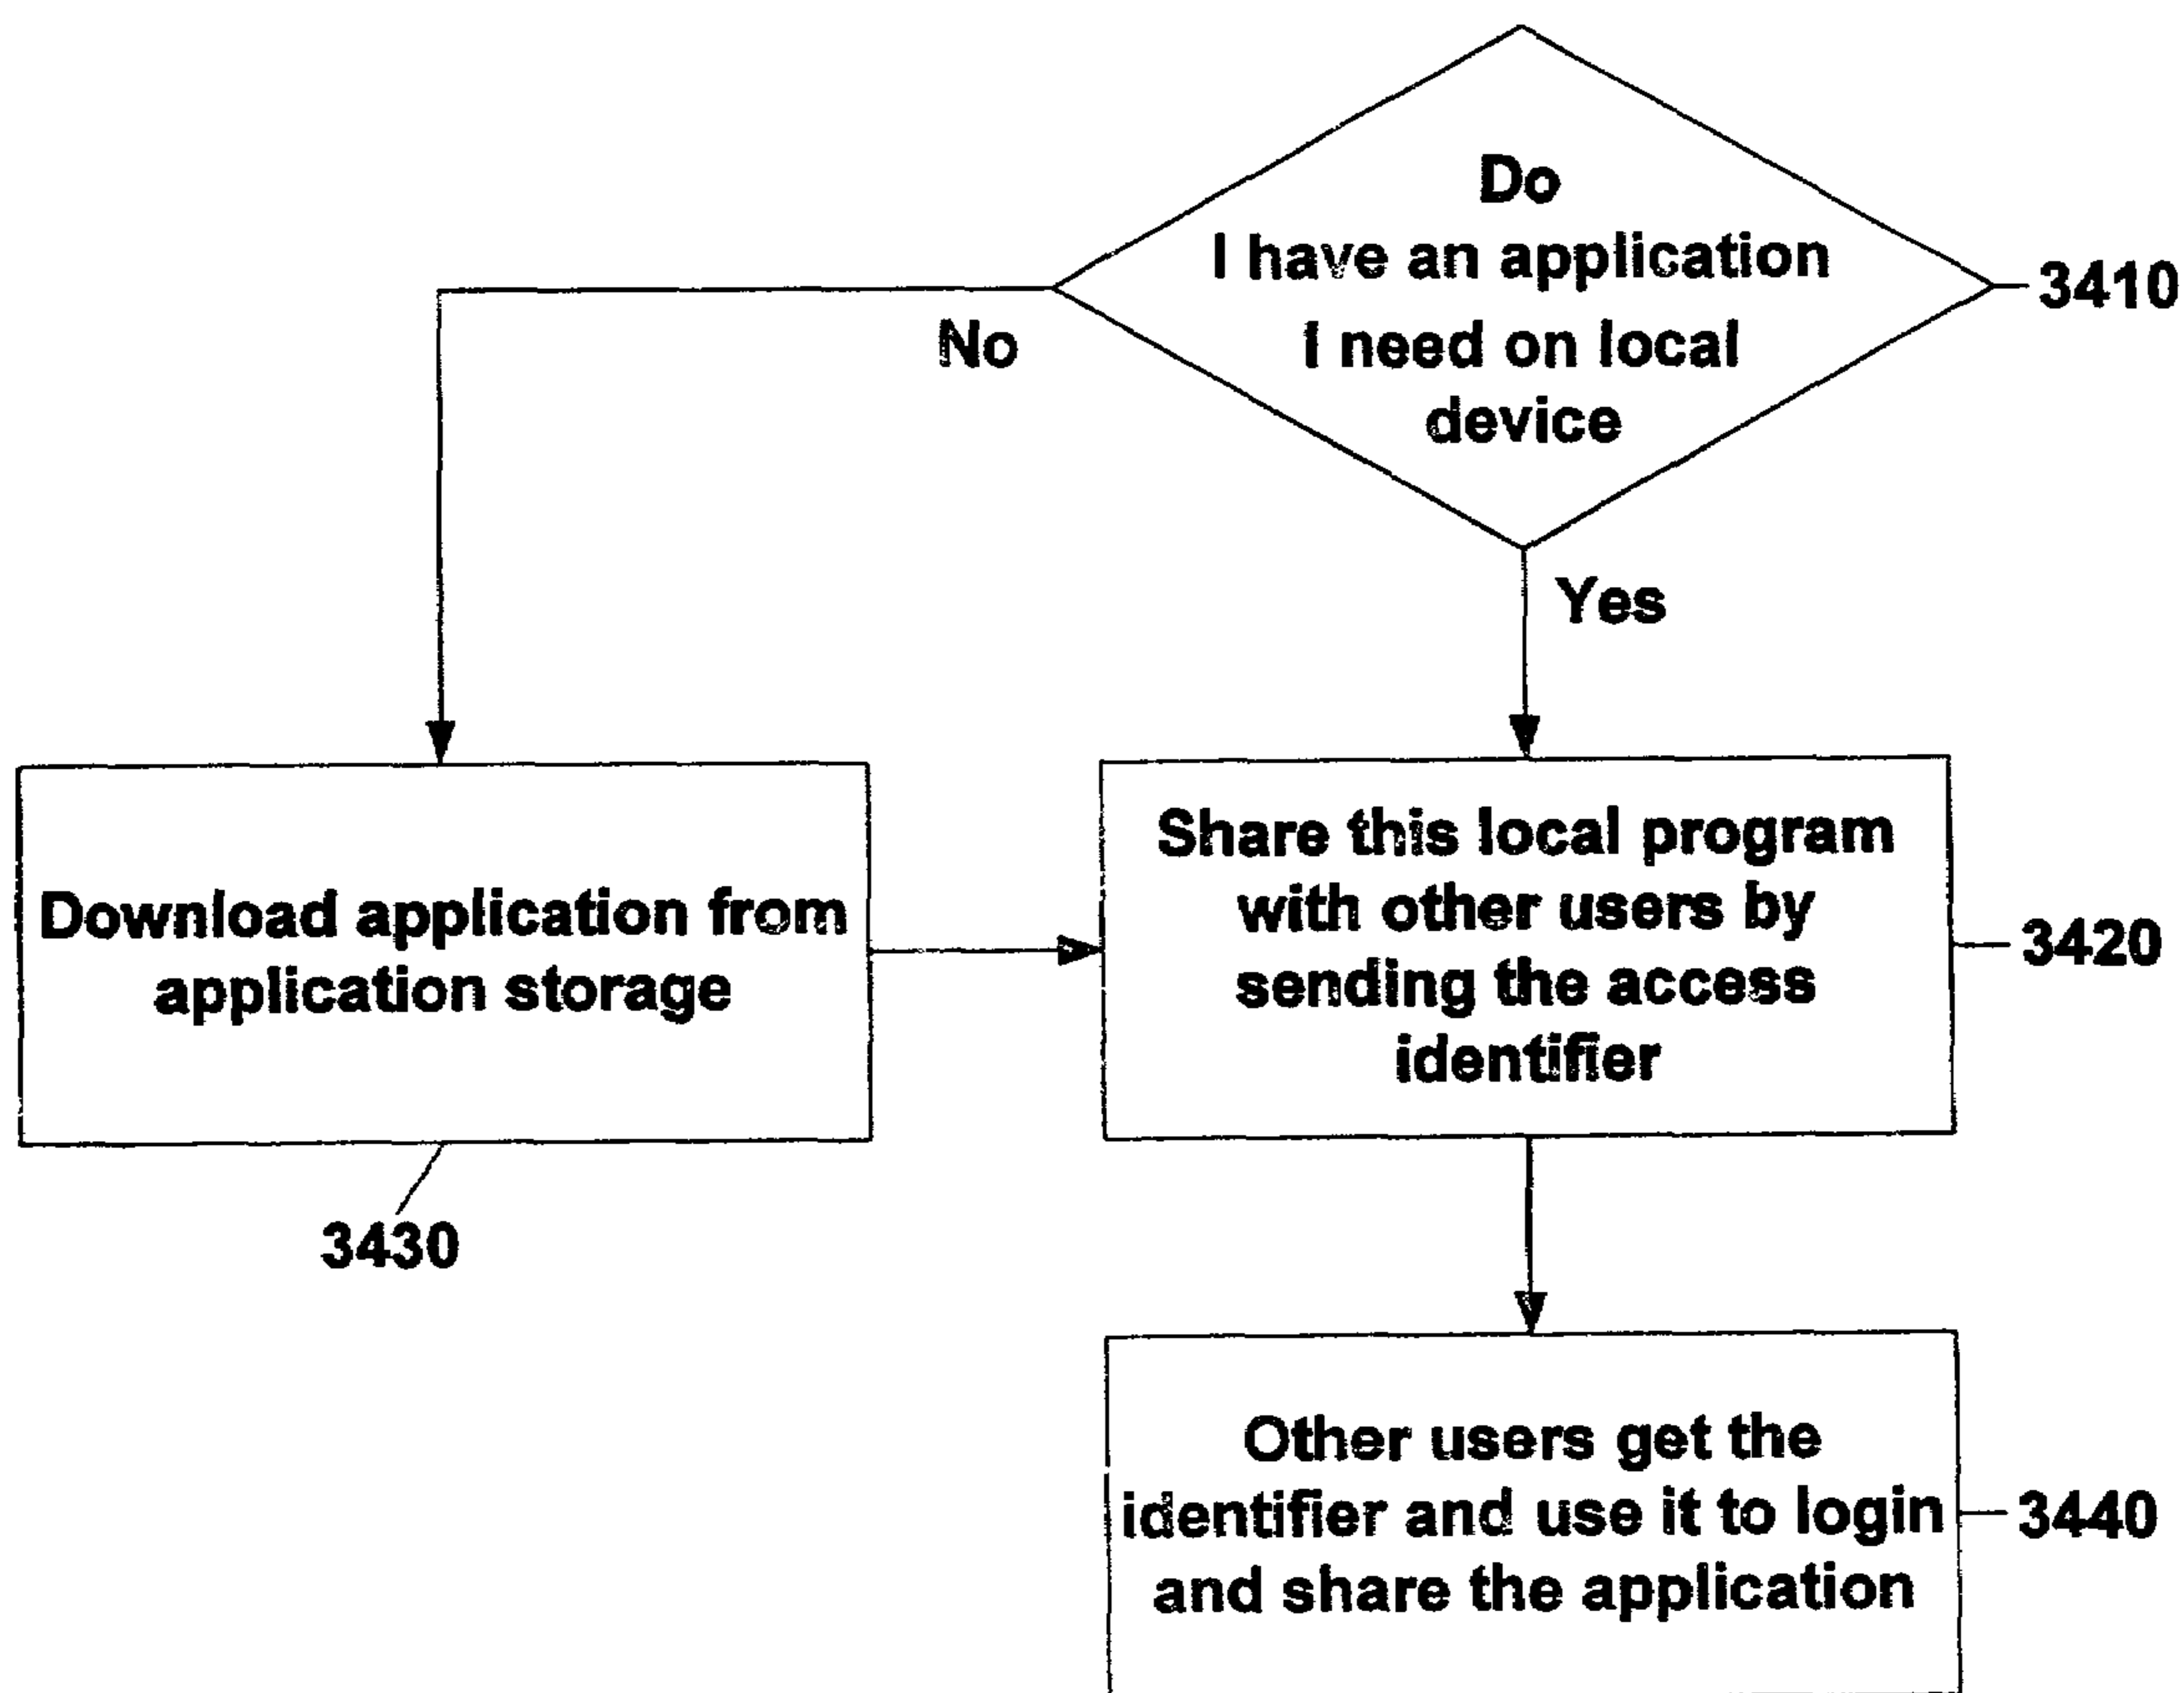 Do
I have an application
I need on local
device
3410
No
Yes
Download application from
application storage
3430
Share this local program
with other users by
sending the access
identifier
3420
Other users get the
identifier and use it to login
and share the application
3440